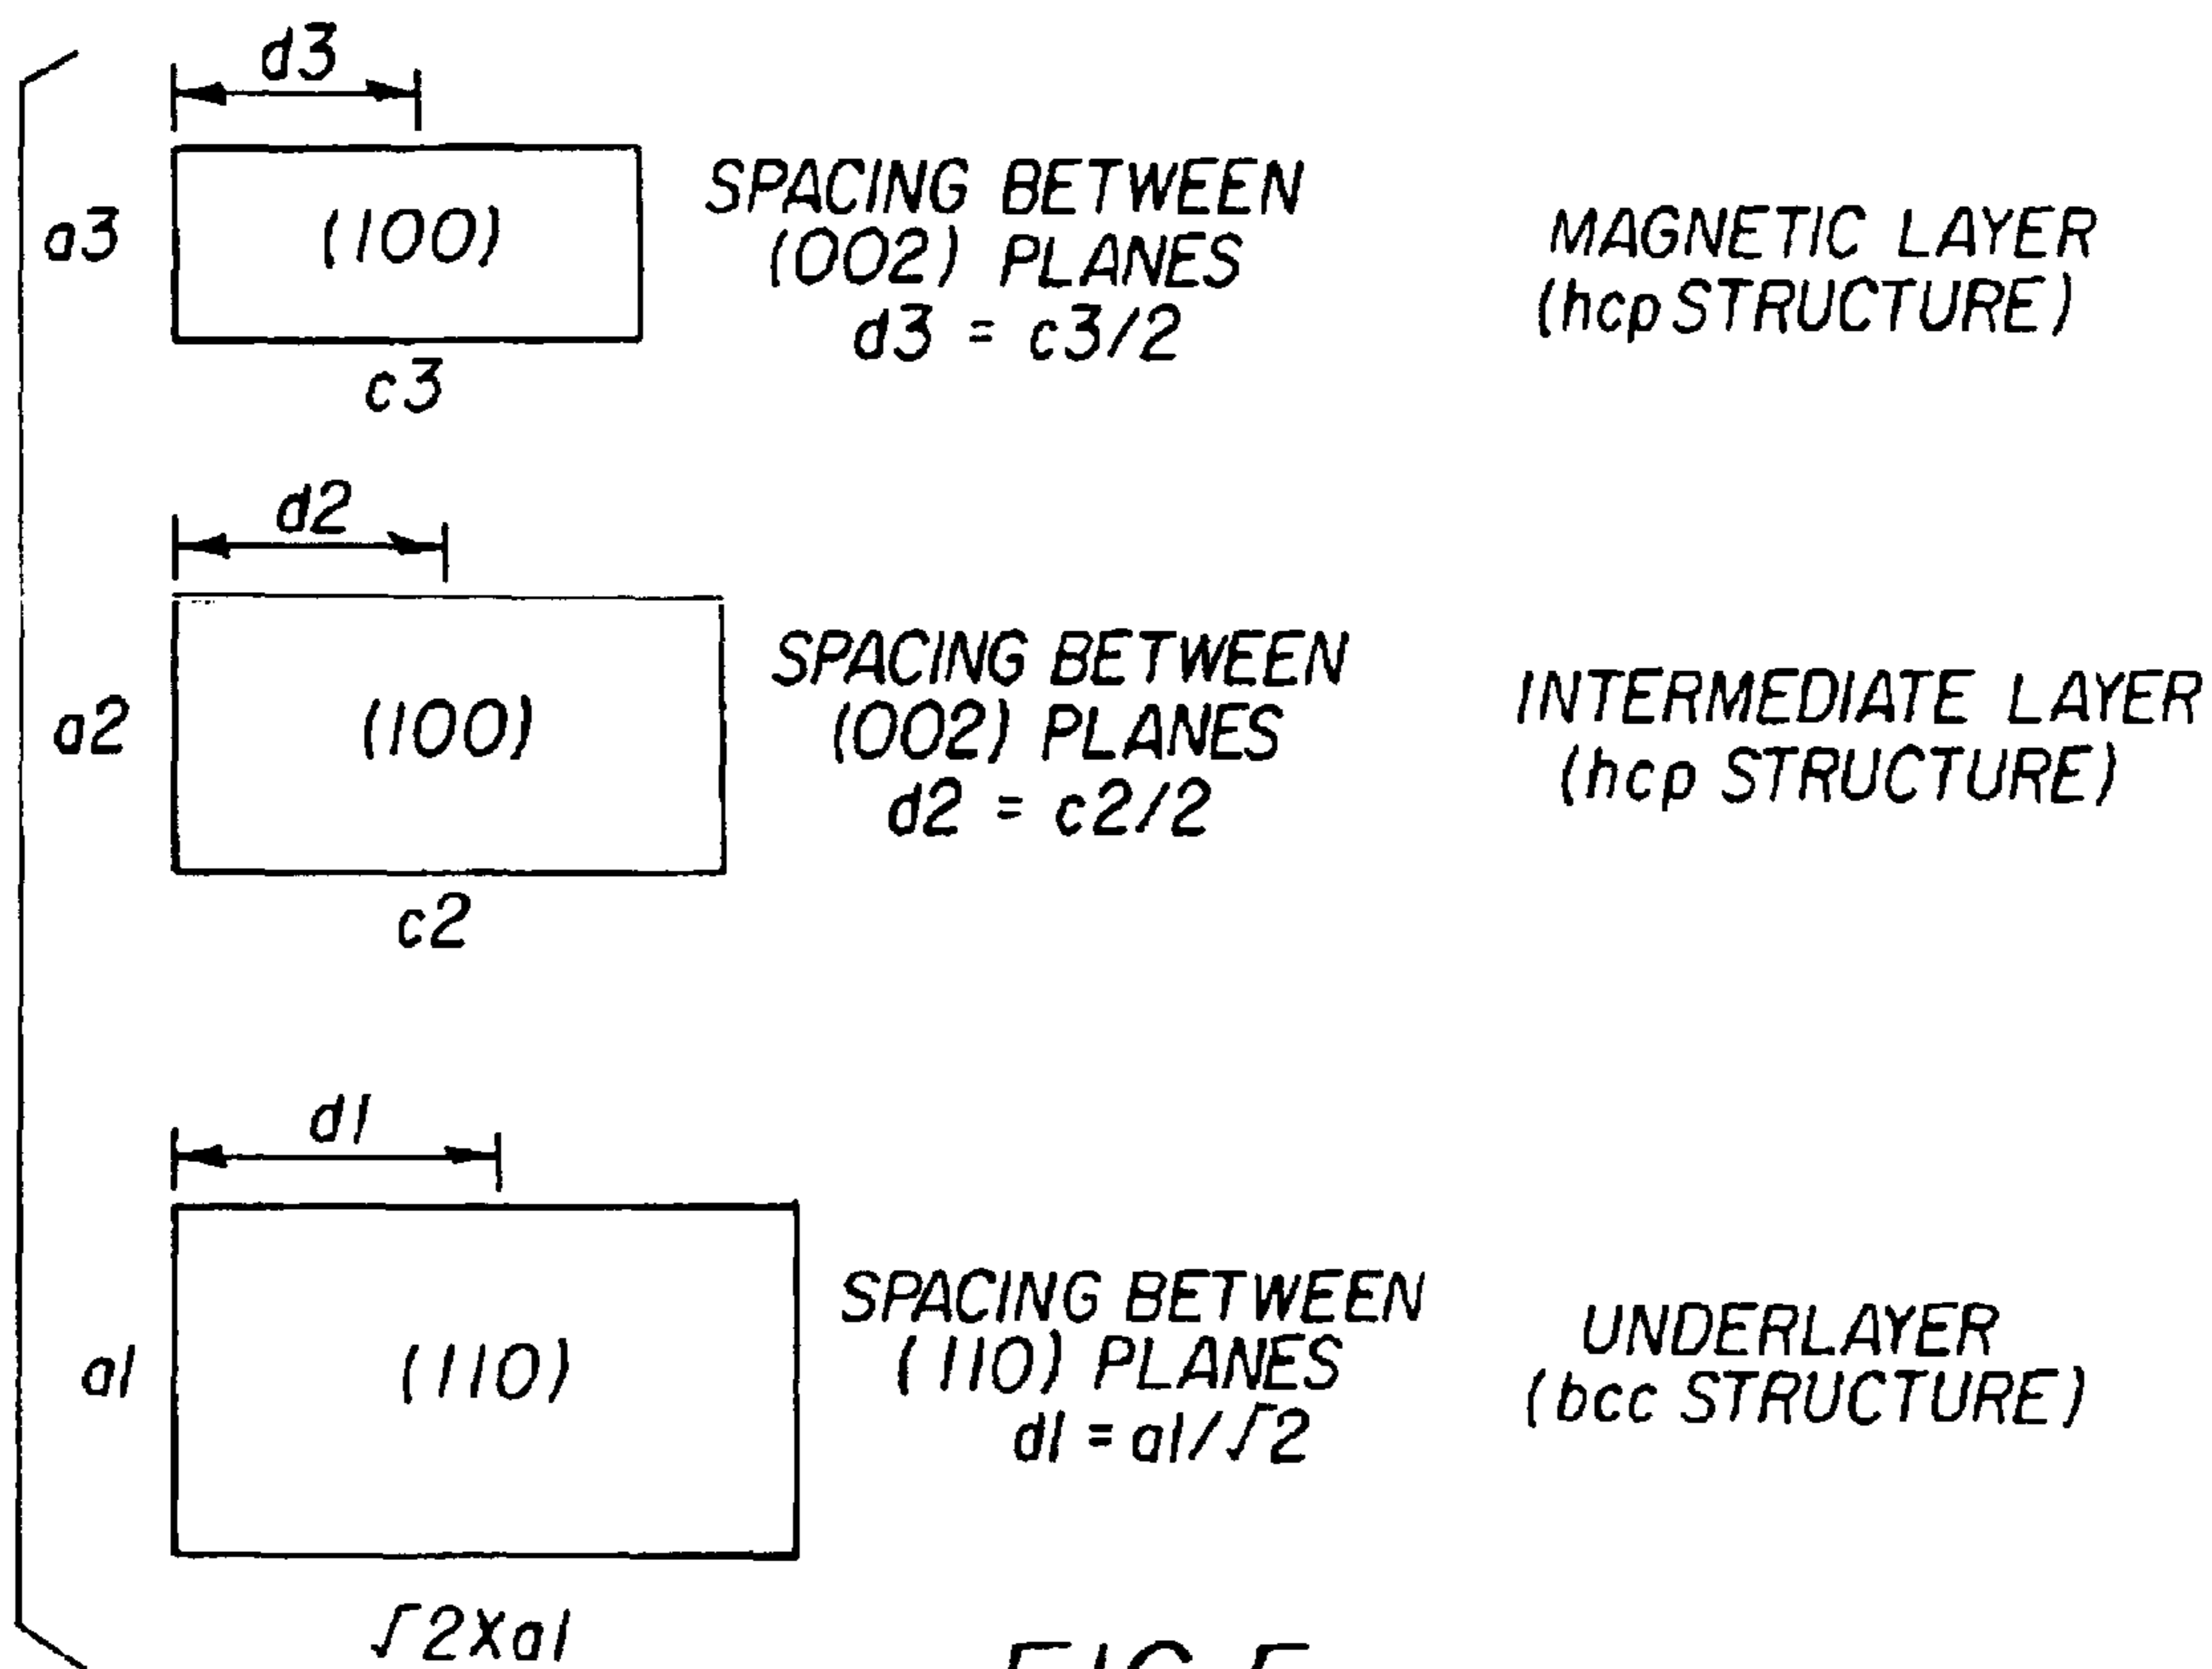 d3
a3
(100)
c3
SPACING BETWEEN
(002) PLANES
d3 = c3/2
MAGNETIC LAYER
(hcp STRUCTURE)
d2
a2
(100)
c2
SPACING BETWEEN
(002) PLANES
d2 = c2/2
INTERMEDIATE LAYER
(hcp STRUCTURE)
d1
a1
(110)
√2Xa1
SPACING BETWEEN
(110) PLANES
d1 = a1/√2
UNDERLAYER
(bcc STRUCTURE)